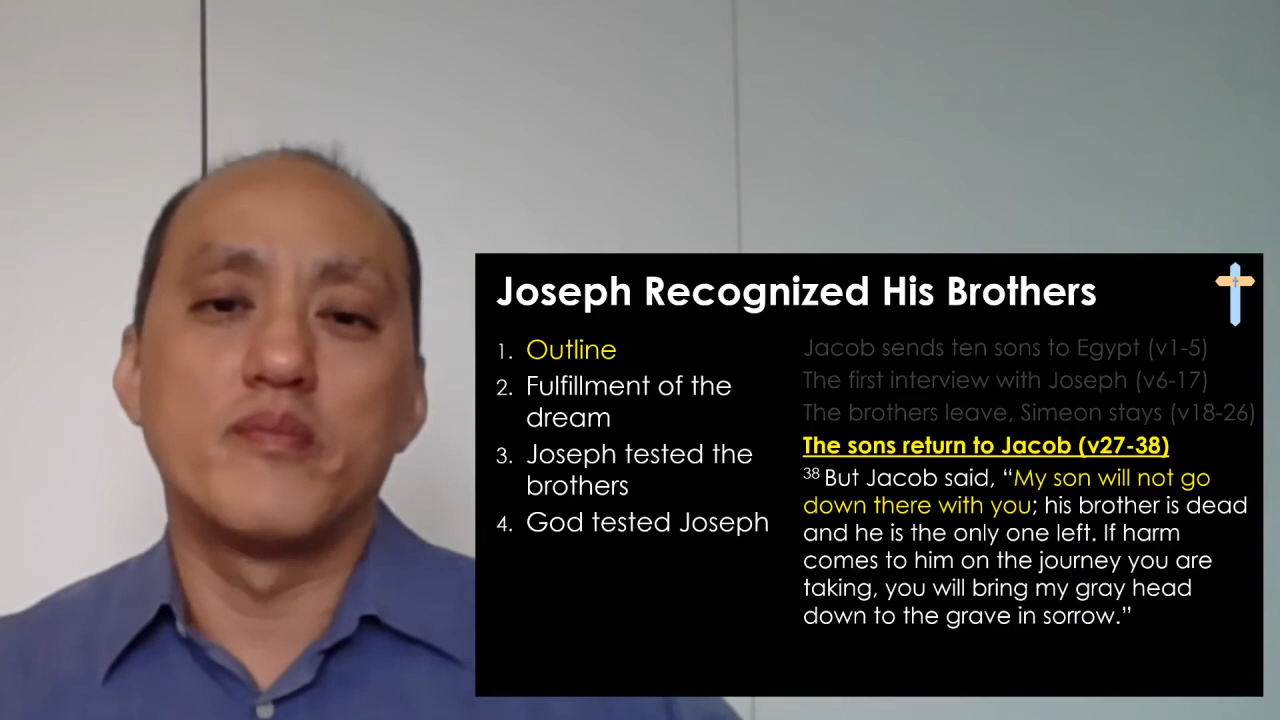 Joseph Recognized His Brothers
1. Outline
2. Fulfillment of the
dream
3. Joseph tested the
brothers
4. God tested Joseph
Jacob sends ten sons to Egypt (v1-5)
The first interview with Joseph (v6-17)
The brothers leave, Simeon stays (v18-26)
The sons return to Jacob (v27-38)
38 But Jacob said, “My son will not go
down there with you; his brother is dead
and he is the only one left. If harm
comes to him on the journey you are
taking, you will bring my gray head
down to the grave in sorrow.”